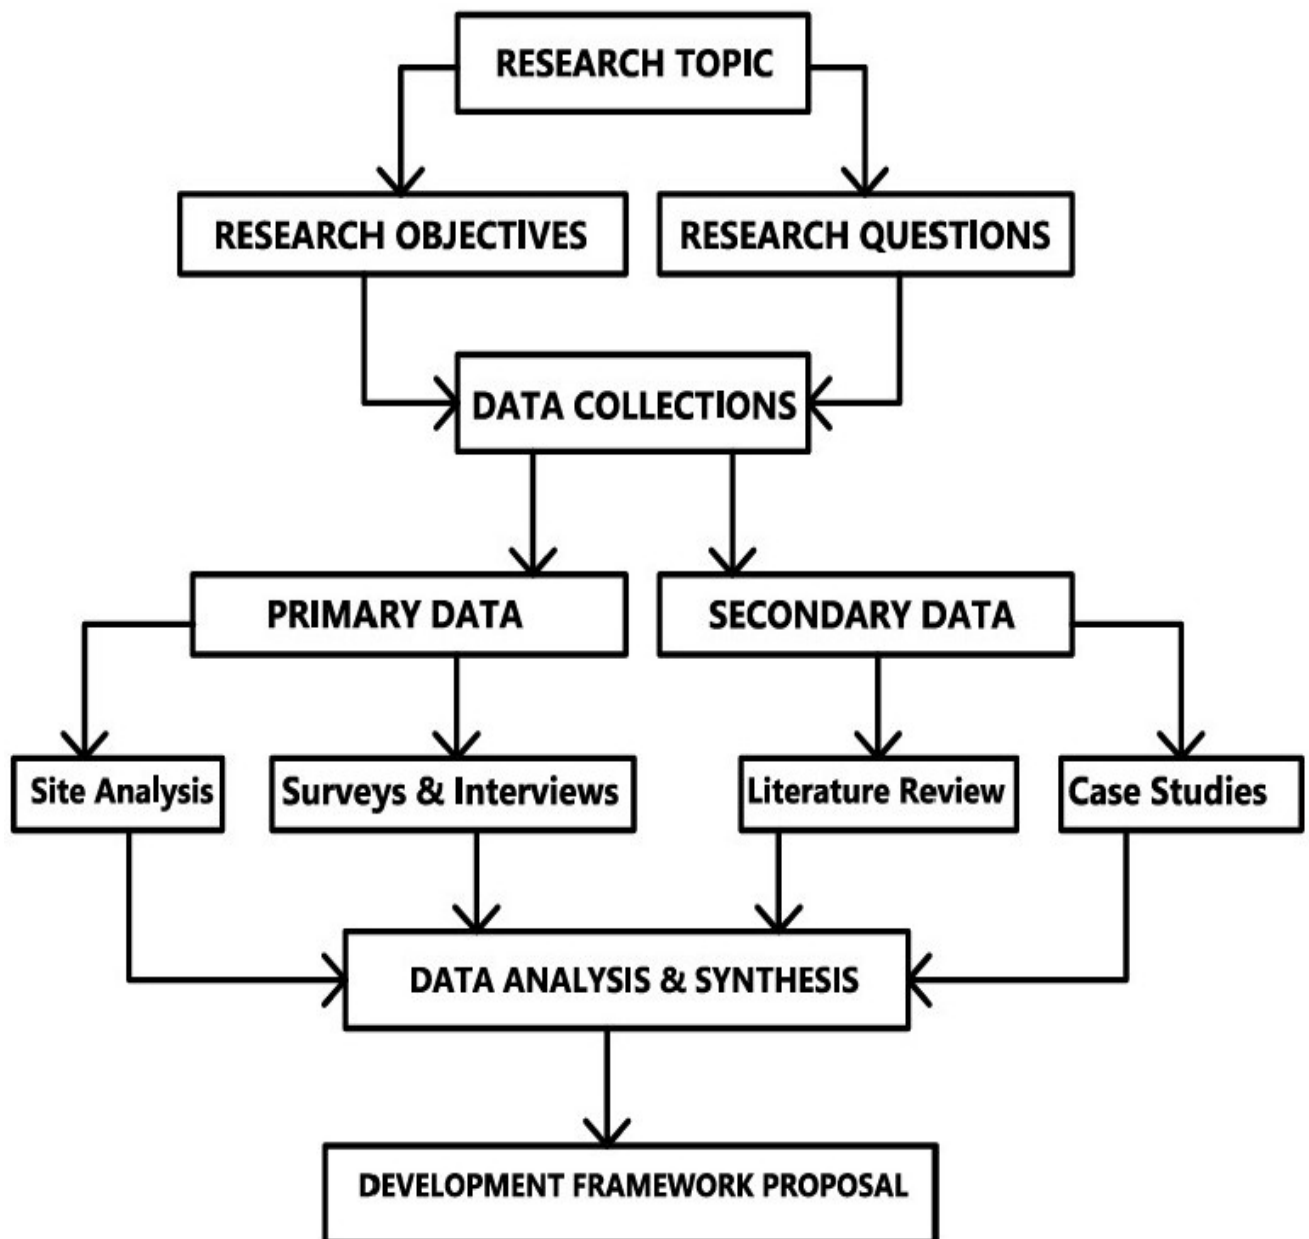 RESEARCH TOPIC
RESEARCH OBJECTIVES
RESEARCH QUESTIONS
DATA COLLECTIONS
PRIMARY DATA
SECONDARY DATA
Site Analysis
Surveys & Interviews
Literature Review
Case Studies
DATA ANALYSIS & SYNTHESIS
DEVELOPMENT FRAMEWORK PROPOSAL